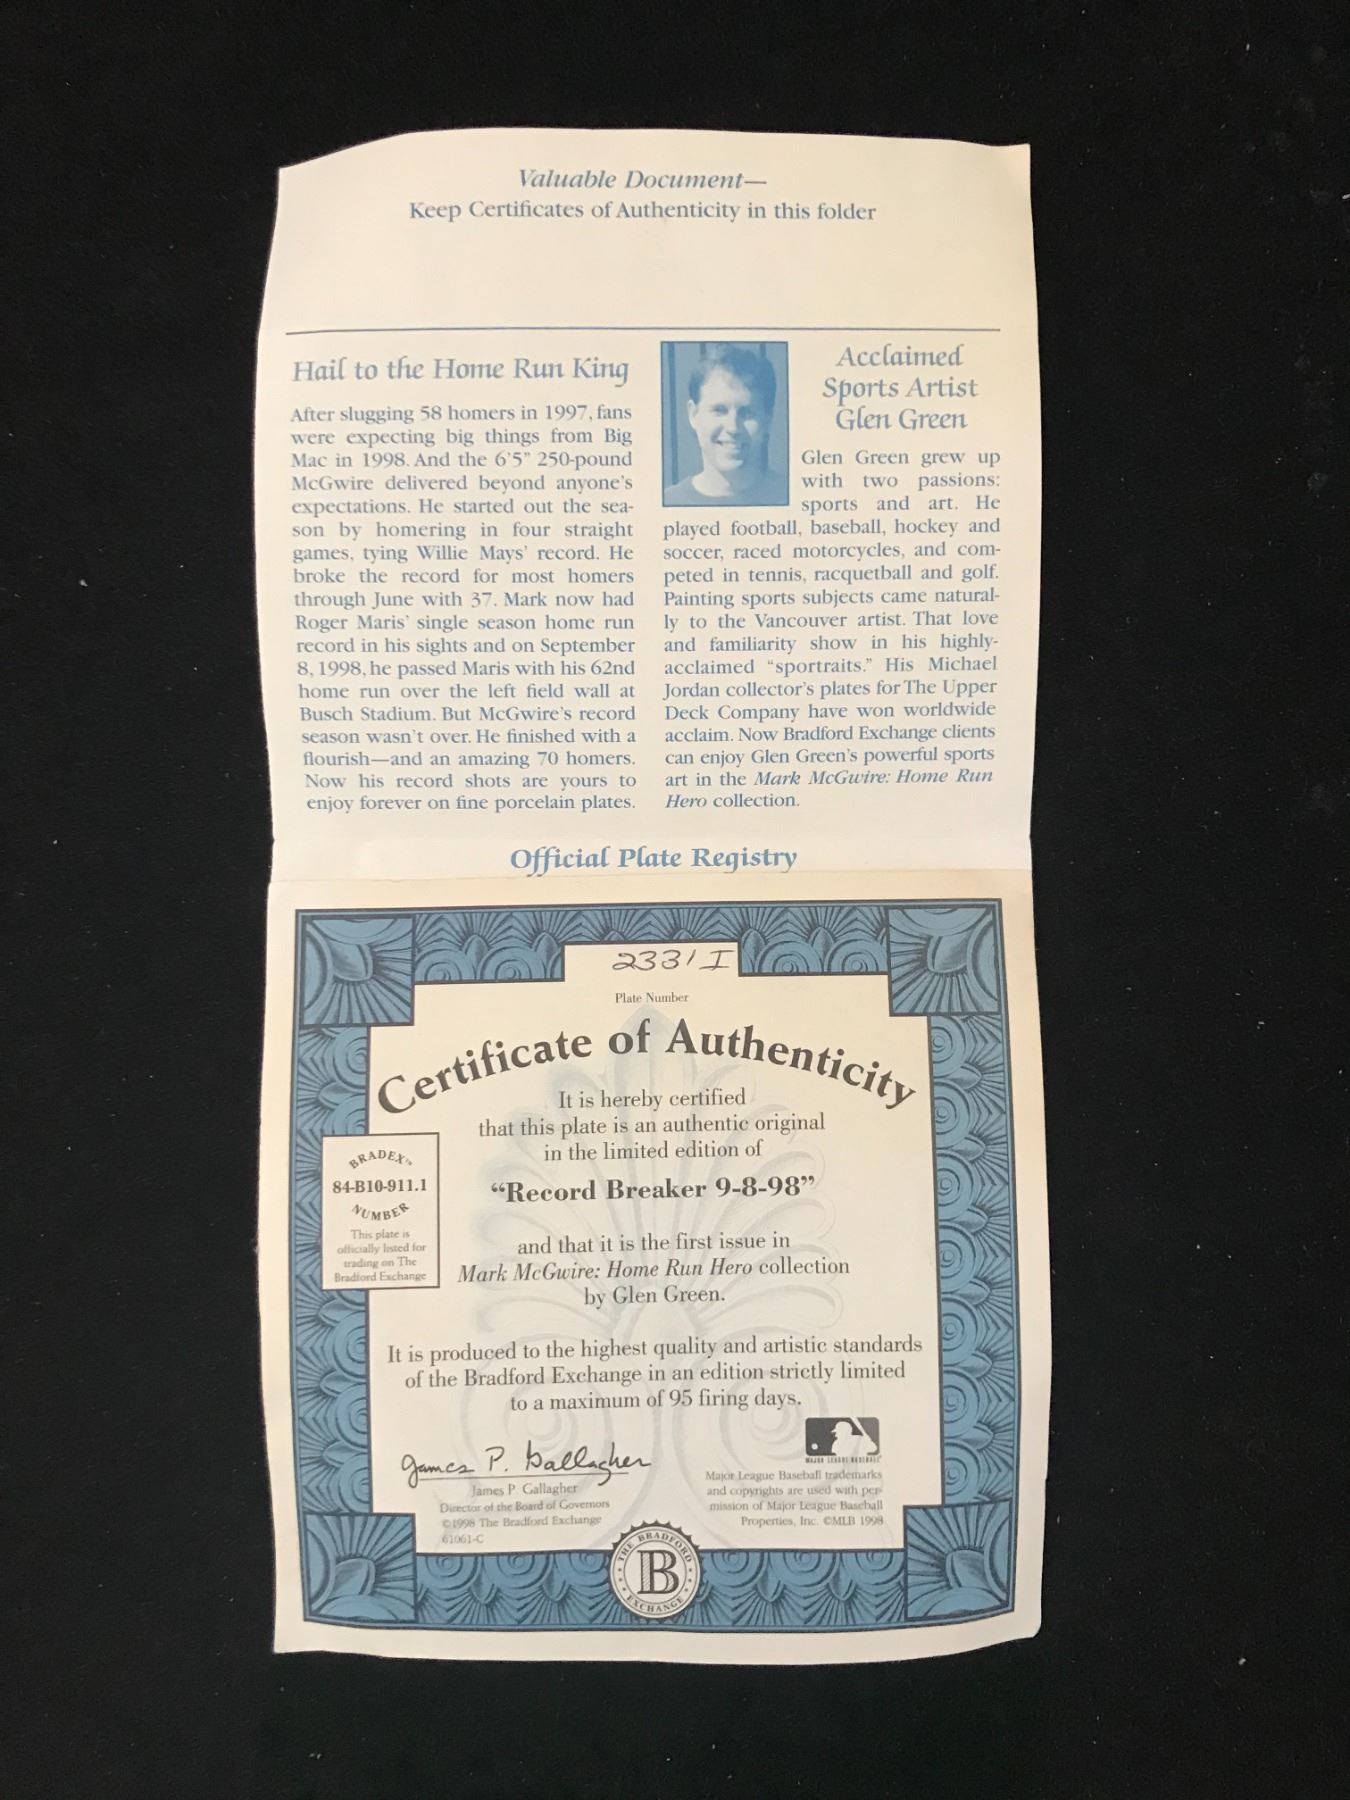 Valuable Document—
Keep Certificates of Authenticity in this folder
Hail to the Home Run King
After slugging 58 homers in 1997, fans
were expecting big things from Big
Mac in 1998. And the 6'5" 250-pound
McGwire delivered beyond anyone's
expectations. He started out the sea-
son by homering in four straight
games, tying Willie Mays' record. He
broke the record for most homers
through June with 37. Mark now had
Roger Maris' single season home run
record in his sights and on September
8, 1998, he passed Maris with his 62nd
home run over the left field wall at
Busch Stadium. But McGwire's record
season wasn't over. He finished with a
flourish—and an amazing 70 homers.
Now his record shots are yours to
enjoy forever on fine porcelain plates.
Acclaimed
Sports Artist
Glen Green
Glen Green grew up
with two passions:
sports and art. He
played football, baseball, hockey and
soccer, raced motorcycles, and com-
peted in tennis, racquetball and golf.
Painting sports subjects came natural-
ly to the Vancouver artist. That love
and familiarity show in his highly-
acclaimed "sportraits." His Michael
Jordan collector's plates for The Upper
Deck Company have won worldwide
acclaim. Now Bradford Exchange clients
can enjoy Glen Green's powerful sports
art in the Mark McGwire: Home Run
Hero collection.
Official Plate Registry
2331 I
Plate Number
Certificate of Authenticity
It is hereby certified
that this plate is an authentic original
in the limited edition of
"Record Breaker 9-8-98"
and that it is the first issue in
Mark McGwire: Home Run Hero collection
by Glen Green.
BRADEX™
84-B10-911.1
NUMBER
This plate is
officially listed for
trading on The
Bradford Exchange
It is produced to the highest quality and artistic standards
of the Bradford Exchange in an edition strictly limited
to a maximum of 95 firing days.
James P. Gallagher
James P. Gallagher
Director of the Board of Governors
©1998 The Bradford Exchange
61061-C
MAJOR LEAGUE BASEBALL
Major League Baseball trademarks
and copyrights are used with per-
mission of Major League Baseball
Properties, Inc. ©MLB 1998
THE BRADFORD
B
EXCHANGE